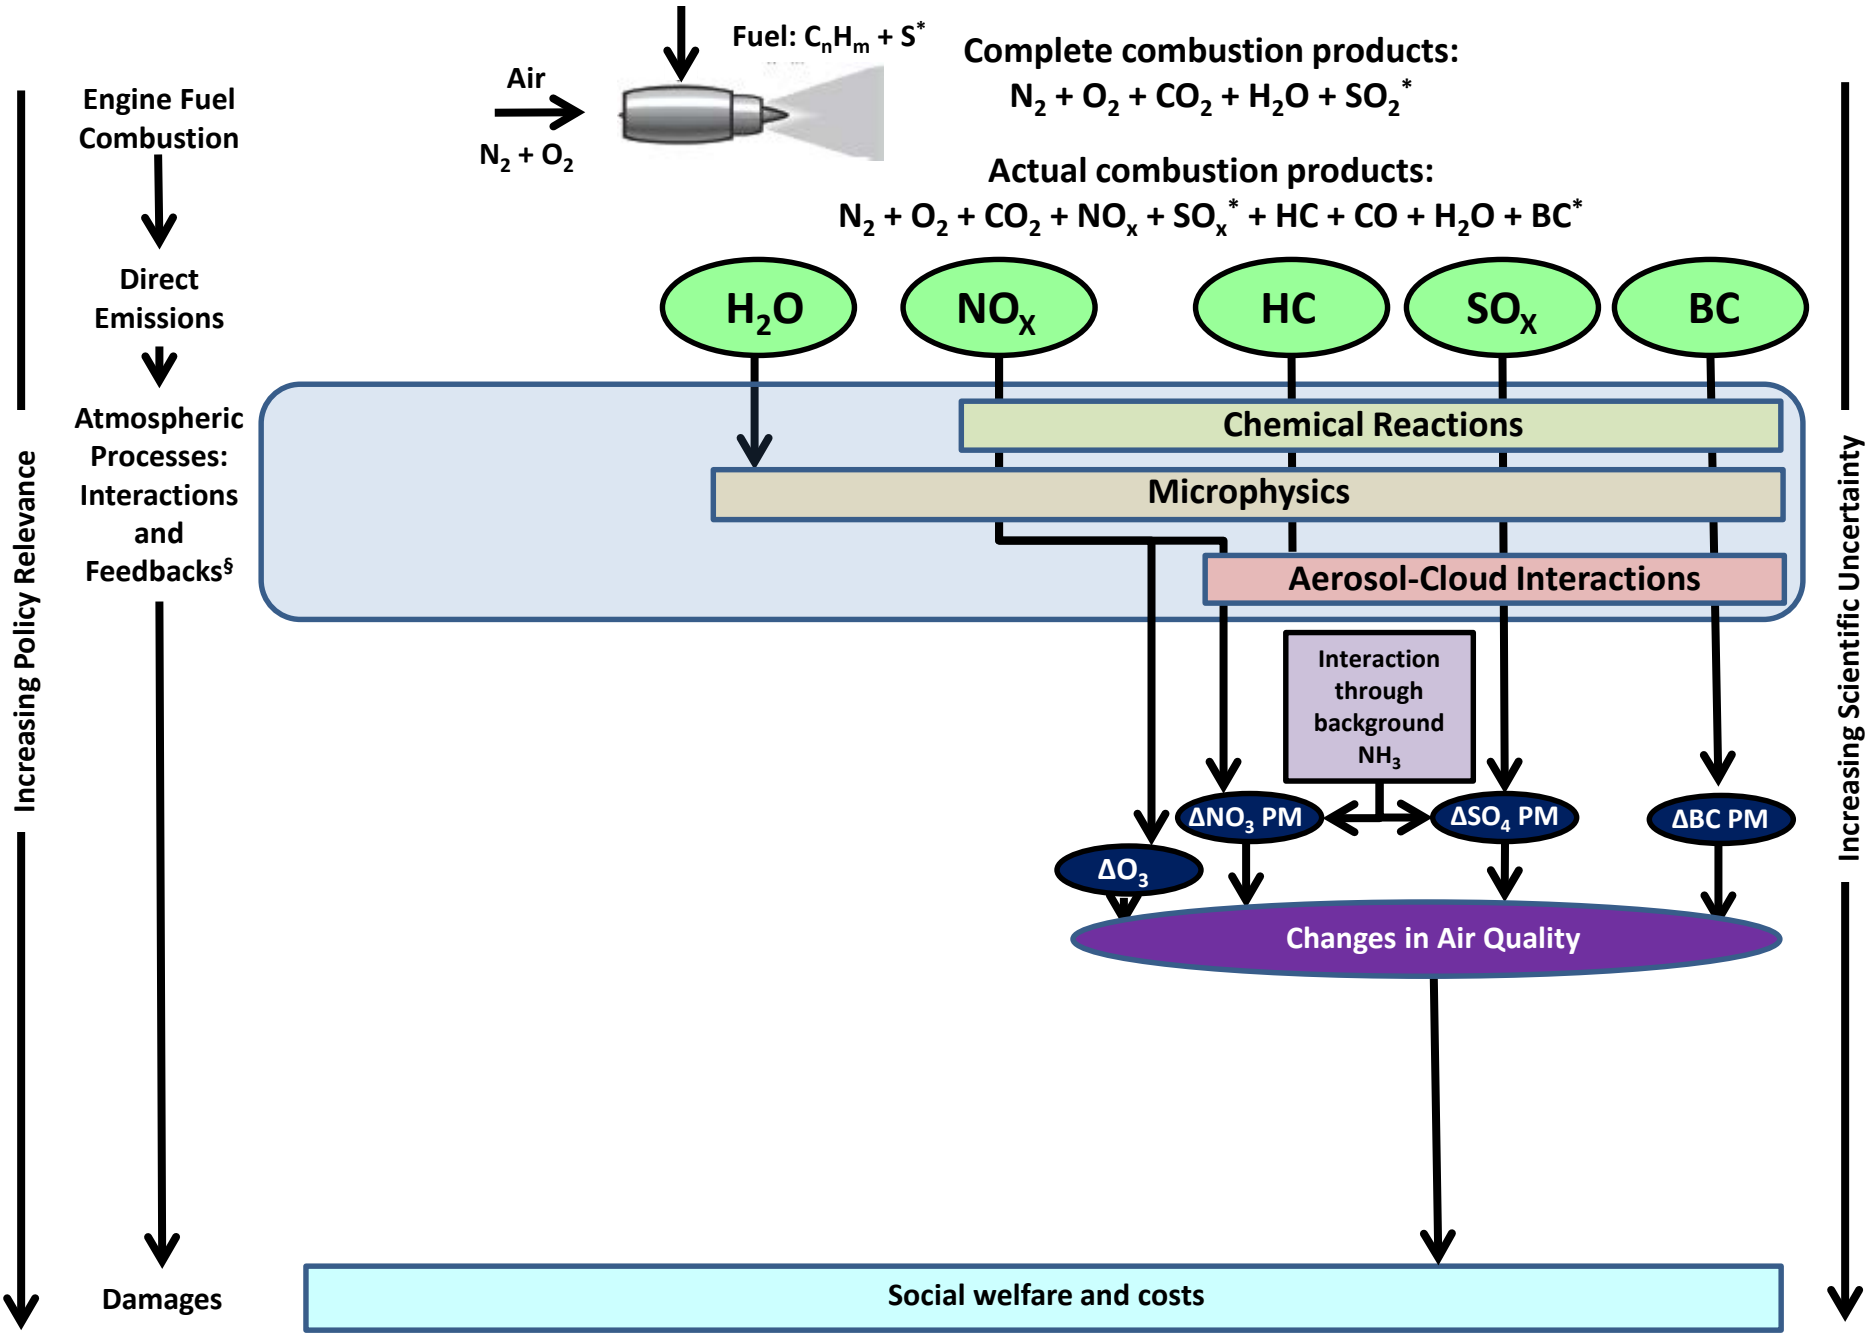 Fuel: CₙHₘ + S*
Air
N₂ + O₂
Complete combustion products:
N₂ + O₂ + CO₂ + H₂O + SO₂*
Actual combustion products:
N₂ + O₂ + CO₂ + NOₓ + SOₓ* + HC + CO + H₂O + BC*
Engine Fuel
Combustion
Direct
Emissions
H₂O
NOₓ
HC
SOₓ
BC
Atmospheric
Processes:
Interactions
and
Feedbacks§
Chemical Reactions
Microphysics
Aerosol-Cloud Interactions
Interaction
through
background
NH₃
ΔNO₃ PM
ΔSO₄ PM
ΔBC PM
ΔO₃
Changes in Air Quality
Damages
Social welfare and costs
Increasing Policy Relevance
Increasing Scientific Uncertainty